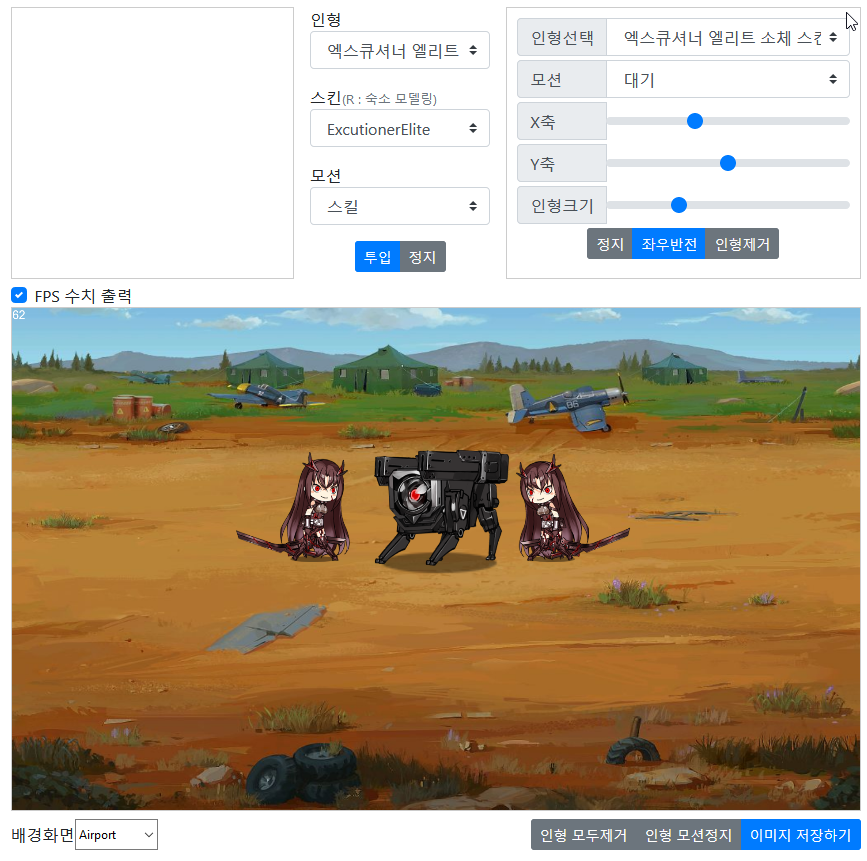 인형
엑스큐셔너 엘리트
스킨(R : 숙소 모델링)
ExcutionerElite
모션
스킬
투입
정지
인형선택
엑스큐셔너 엘리트 소체 스킨
모션
대기
X축
Y축
인형크기
정지
좌우반전
인형제거
FPS 수치 출력
62
86
배경화면
Airport
인형 모두제거
인형 모션정지
이미지 저장하기